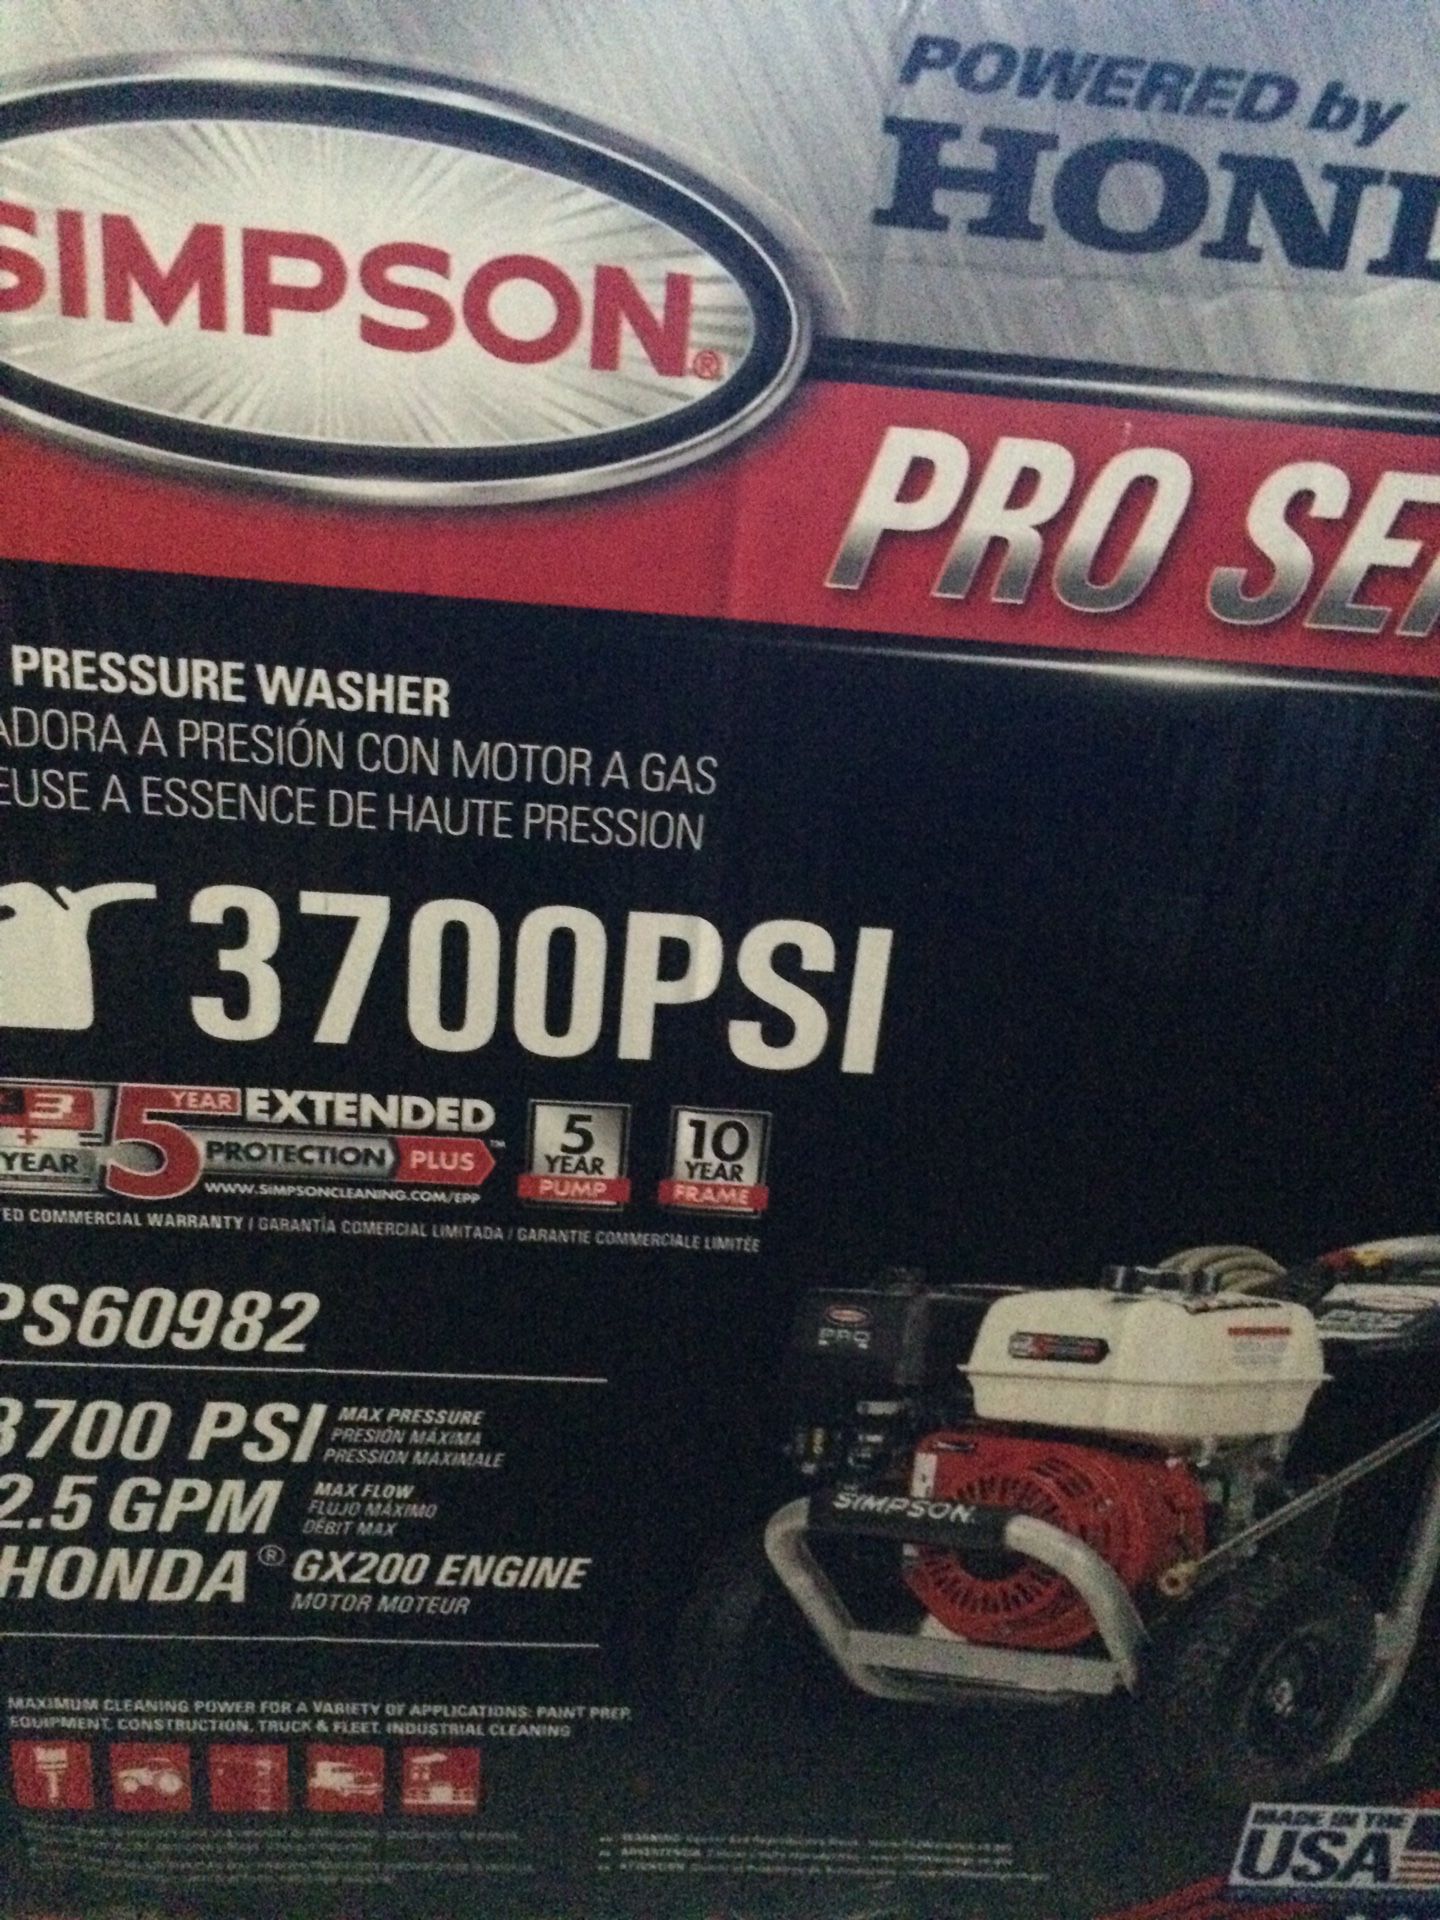 POWERED by
HON
SIMPSON®
PRO SE
PRESSURE WASHER
ADORA A PRESIÓN CON MOTOR A GAS
EUSE A ESSENCE DE HAUTE PRESSION
3700PSI
3
+ =
YEAR
5 YEAR EXTENDED
PROTECTION PLUS™
WWW.SIMPSONCLEANING.COM/EPP
5
YEAR
PUMP
10
YEAR
FRAME
TED COMMERCIAL WARRANTY / GARANTÍA COMERCIAL LIMITADA / GARANTIE COMMERCIALE LIMITÉE
PS60982
3700 PSI MAX PRESSURE
PRESIÓN MÁXIMA
PRESSION MAXIMALE
2.5 GPM MAX FLOW
FLUJO MÁXIMO
DÉBIT MAX
HONDA® GX200 ENGINE
MOTOR MOTEUR
PRO
SIMPSON
MAXIMUM CLEANING POWER FOR A VARIETY OF APPLICATIONS: PAINT PREP,
EQUIPMENT, CONSTRUCTION, TRUCK & FLEET, INDUSTRIAL CLEANING
MADE IN THE
USA